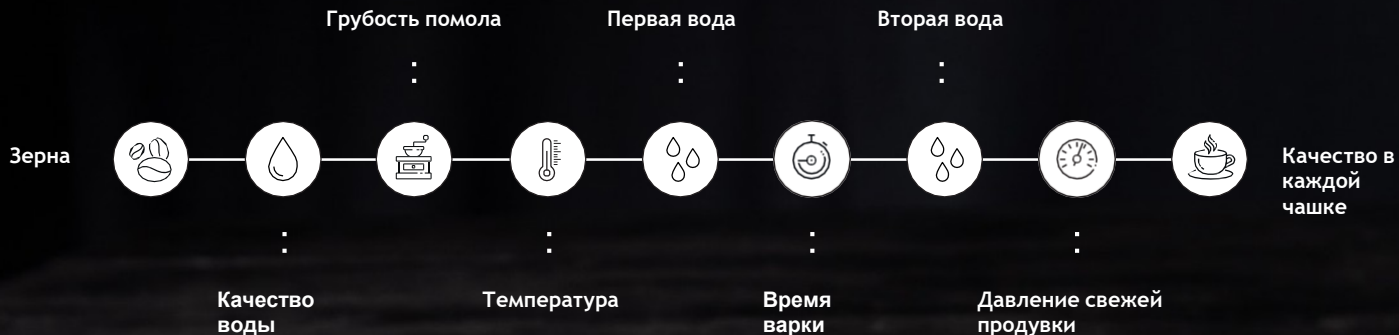 Грубость помола
Первая вода
Вторая вода
Зерна
Качество в
каждой
чашке
Качество
воды
Температура
Время
варки
Давление свежей
продувки